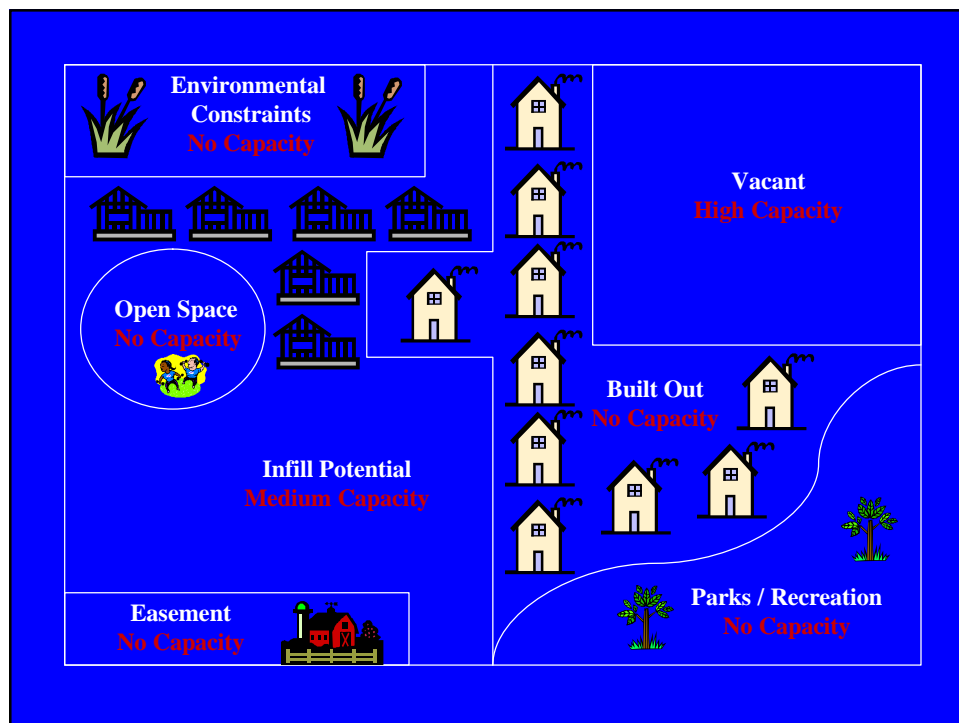 Environmental
Constraints
No Capacity
Vacant
High Capacity
Open Space
No Capacity
Built Out
No Capacity
Infill Potential
Medium Capacity
Easement
No Capacity
Parks / Recreation
No Capacity